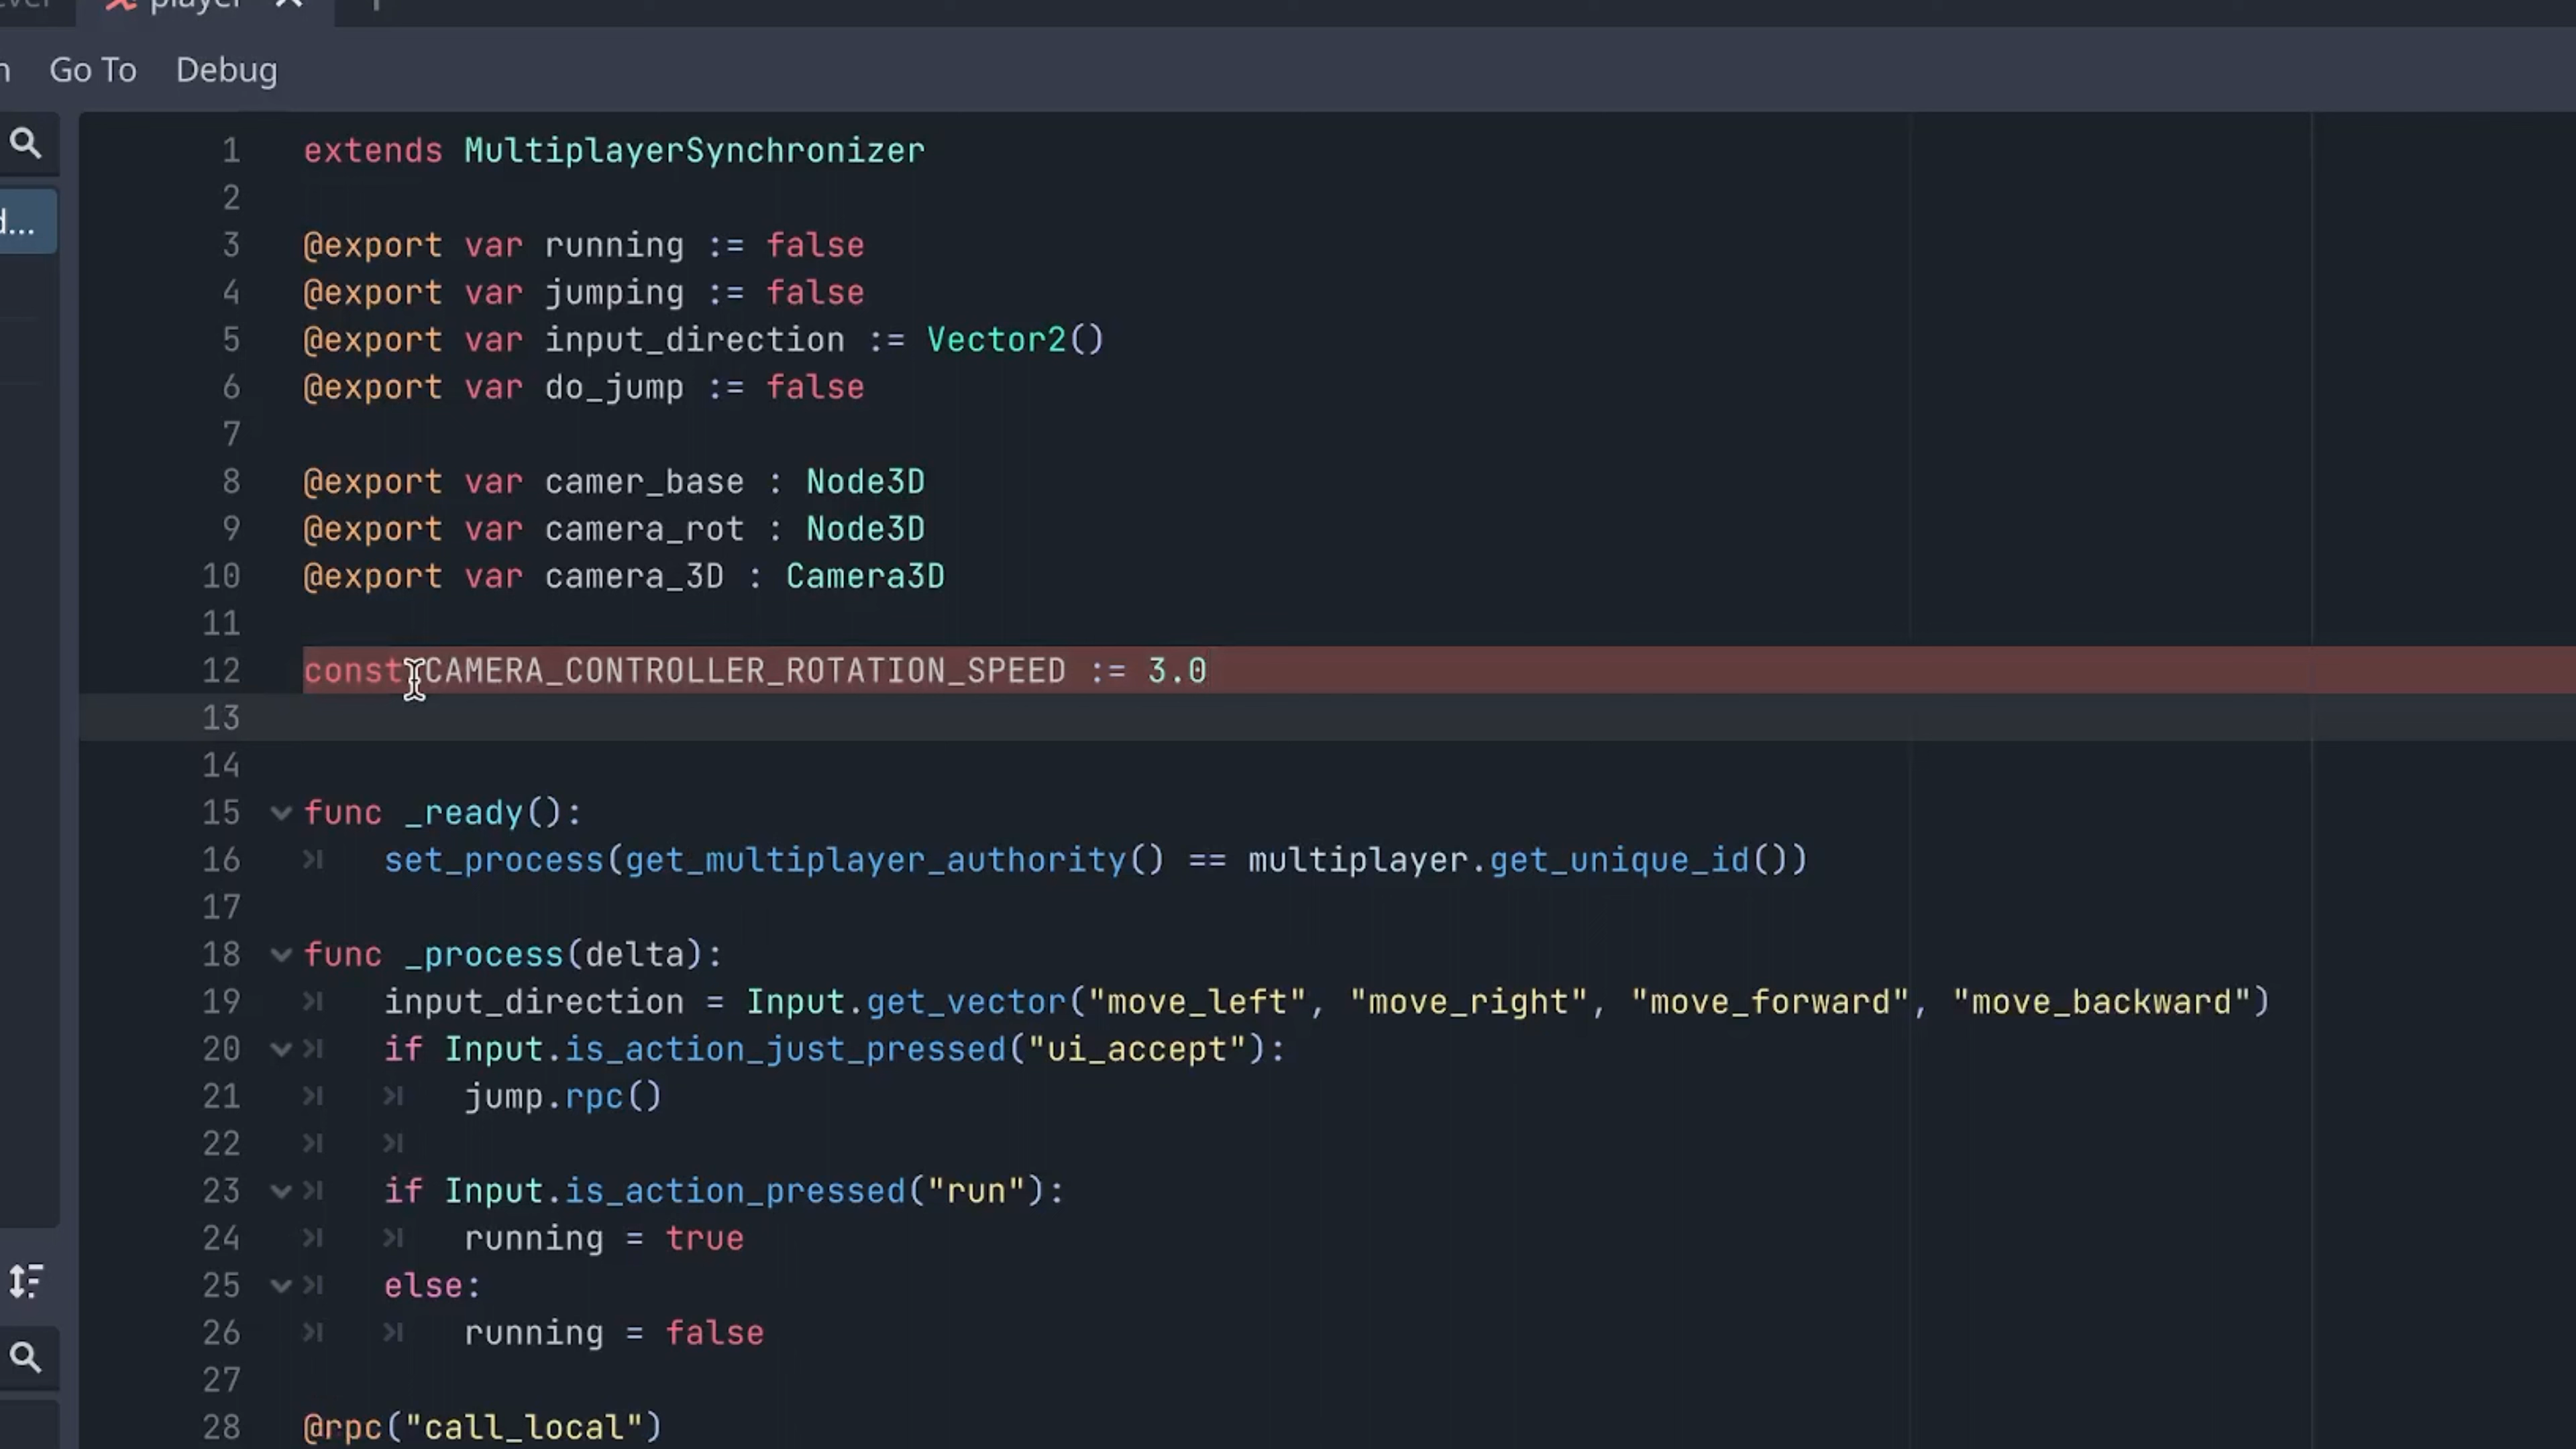 player
Go To Debug
d...
1 extends MultiplayerSynchronizer
2
3 @export var running := false
4 @export var jumping := false
5 @export var input_direction := Vector2()
6 @export var do_jump := false
7
8 @export var camer_base : Node3D
9 @export var camera_rot : Node3D
10 @export var camera_3D : Camera3D
11
12 const CAMERA_CONTROLLER_ROTATION_SPEED := 3.0
13
14
15 func _ready():
16 set_process(get_multiplayer_authority() == multiplayer.get_unique_id())
17
18 func _process(delta):
19 input_direction = Input.get_vector("move_left", "move_right", "move_forward", "move_backward")
20 if Input.is_action_just_pressed("ui_accept"):
21 jump.rpc()
22
23 if Input.is_action_pressed("run"):
24 running = true
25 else:
26 running = false
27
28 @rpc("call_local")